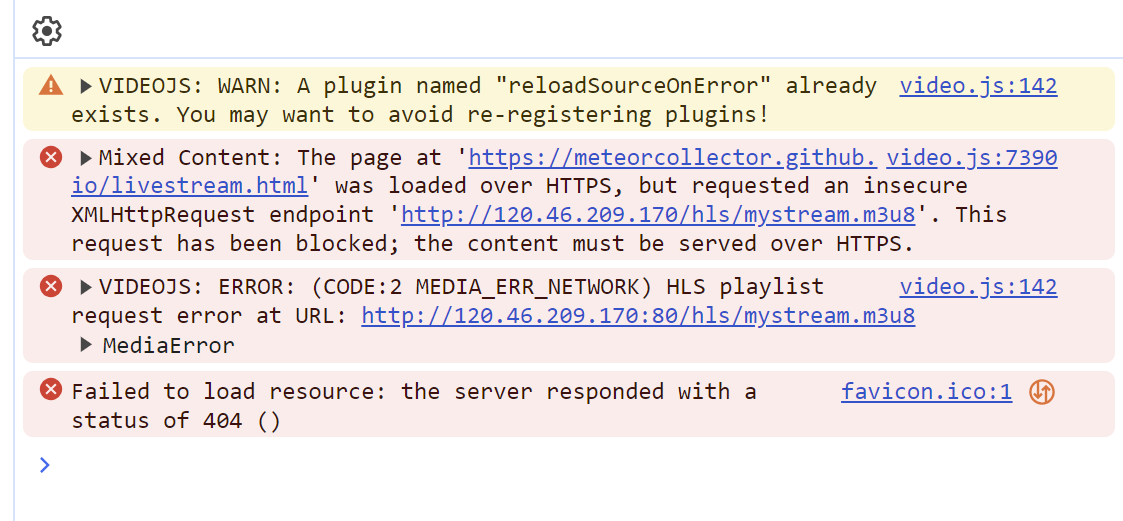 VIDEOJS: WARN: A plugin named "reloadSourceOnError" already video.js:142
exists. You may want to avoid re-registering plugins!
Mixed Content: The page at 'https://meteorcollector.github. video.js:7390
io/livestream.html' was loaded over HTTPS, but requested an insecure
XMLHttpRequest endpoint 'http://120.46.209.170/hls/mystream.m3u8'. This
request has been blocked; the content must be served over HTTPS.
VIDEOJS: ERROR: (CODE:2 MEDIA_ERR_NETWORK) HLS playlist video.js:142
request error at URL: http://120.46.209.170:80/hls/mystream.m3u8
MediaError
Failed to load resource: the server responded with a favicon.ico:1
status of 404 ()